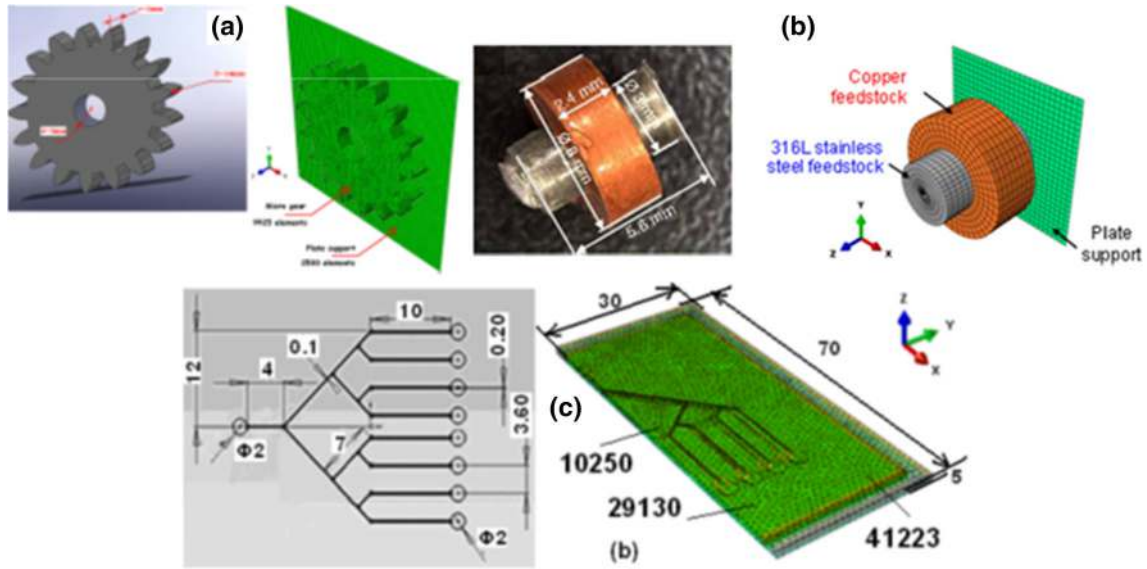 (a)
Micro gear
Plate support
elements
2.4 mm
5.6 mm
(b)
Copper
feedstock
316L stainless
steel feedstock
Plate
support
Y
Z
X
12
4
0.1
10
0.20
3.60
7
Φ2
Φ2
(c)
30
70
5
10250
29130
41223
(b)
Z
Y
X